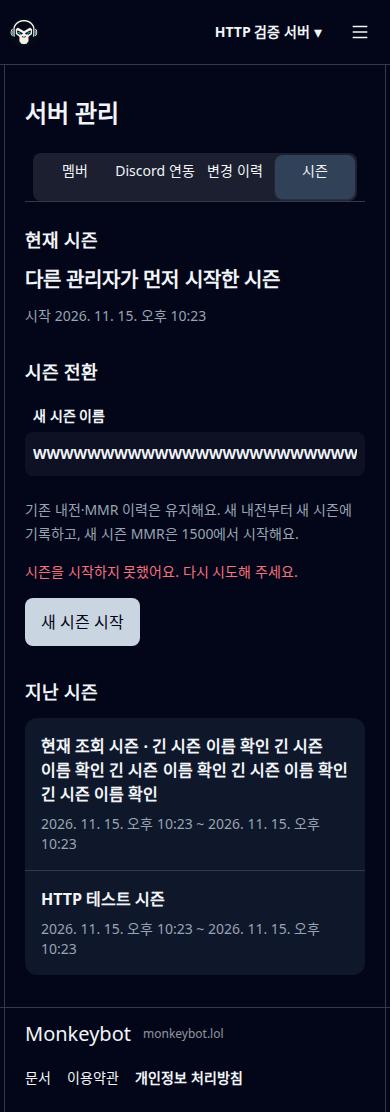 HTTP 검증 서버 ▾
서버 관리
멤버 Discord 연동 변경 이력 시즌
현재 시즌
다른 관리자가 먼저 시작한 시즌
시작 2026. 11. 15. 오후 10:23
시즌 전환
새 시즌 이름
WWWWWWWWWWWWWWWWWWWWWWWW
기존 내전·MMR 이력은 유지해요. 새 내전부터 새 시즌에
기록하고, 새 시즌 MMR은 1500에서 시작해요.
시즌을 시작하지 못했어요. 다시 시도해 주세요.
새 시즌 시작
지난 시즌
현재 조회 시즌 · 긴 시즌 이름 확인 긴 시즌
이름 확인 긴 시즌 이름 확인 긴 시즌 이름 확인
긴 시즌 이름 확인
2026. 11. 15. 오후 10:23 ~ 2026. 11. 15. 오후
10:23
HTTP 테스트 시즌
2026. 11. 15. 오후 10:23 ~ 2026. 11. 15. 오후
10:23
Monkeybot monkeybot.lol
문서 이용약관 개인정보 처리방침